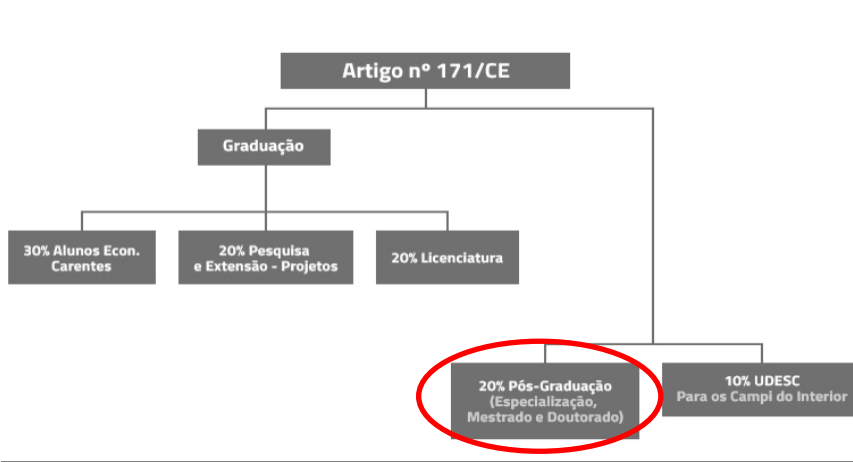 Artigo nº 171/CE
Graduação
30% Alunos Econ.
Carentes
20% Pesquisa
e Extensão - Projetos
20% Licenciatura
20% Pós-Graduação
(Especialização,
Mestrado e Doutorado)
10% UDESC
Para os Campi do Interior